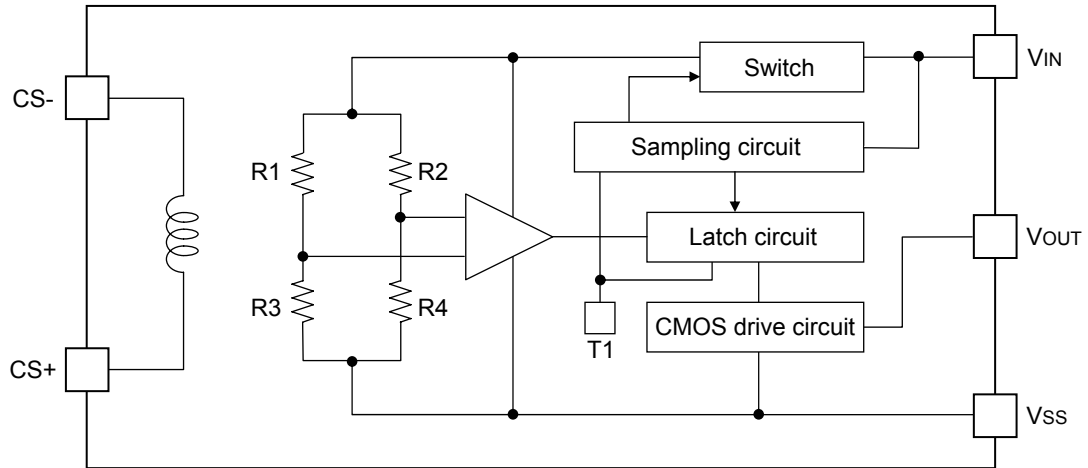 Switch
VIN
CS-
Sampling circuit
R1
R2
Latch circuit
VOUT
R3
R4
CMOS drive circuit
T1
CS+
VSS